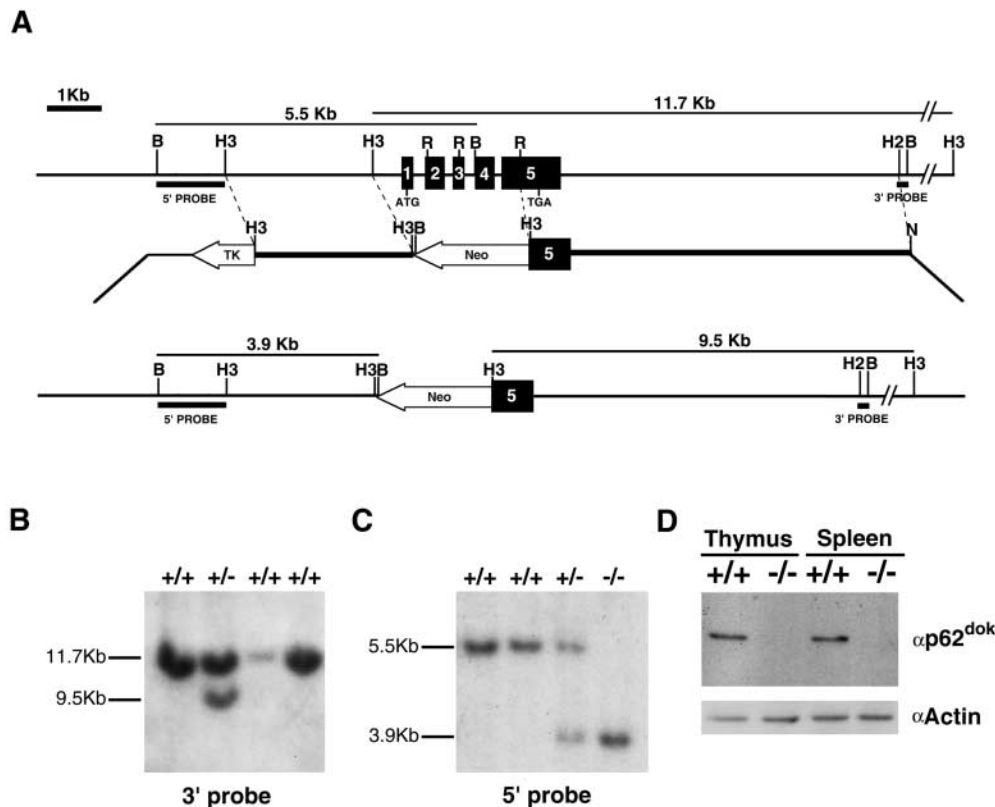 A
1Kb
5.5 Kb
11.7 Kb
B H3 H3 R R B R H2 B H3
1 2 3 4 5
5' PROBE ATG TGA 3' PROBE
H3 H3B H3 N
TK Neo 5
3.9 Kb 9.5 Kb
B H3 H3B H3 H2 B H3
Neo 5
5' PROBE 3' PROBE
B
+/+ +/- +/+ +/+
11.7Kb
9.5Kb
3' probe
C
+/+ +/+ +/- -/-
5.5Kb
3.9Kb
5' probe
D
Thymus Spleen
+/+ -/- +/+ -/-
αp62dok
αActin